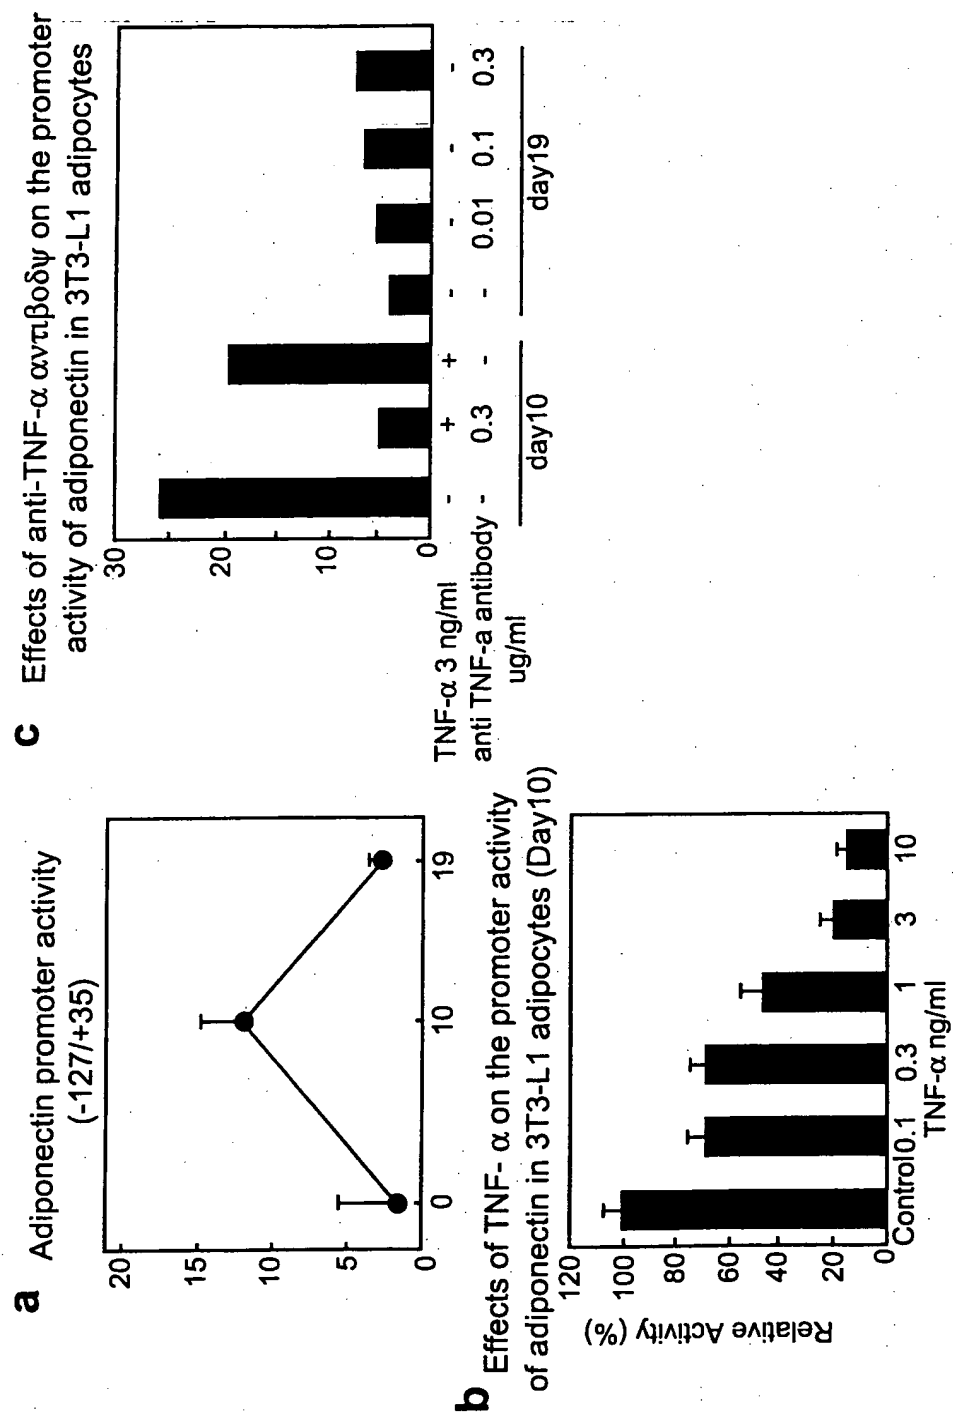 a
Adiponectin promoter activity
(-127/+35)
20
15
10
5
0
0 10 19
b
Effects of TNF- α on the promoter activity
of adiponectin in 3T3-L1 adipocytes (Day10)
Relative Activity (%)
120
100
80
60
40
20
0
Control 0.1 0.3 1 3 10
TNF-α ng/ml
c
Effects of anti-TNF-α αντιβοδψ on the promoter
activity of adiponectin in 3T3-L1 adipocytes
30
20
10
0
TNF-α 3 ng/ml - + + - - - -
anti TNF-a antibody - 0.3 - - 0.01 0.1 0.3
ug/ml
day10 day19